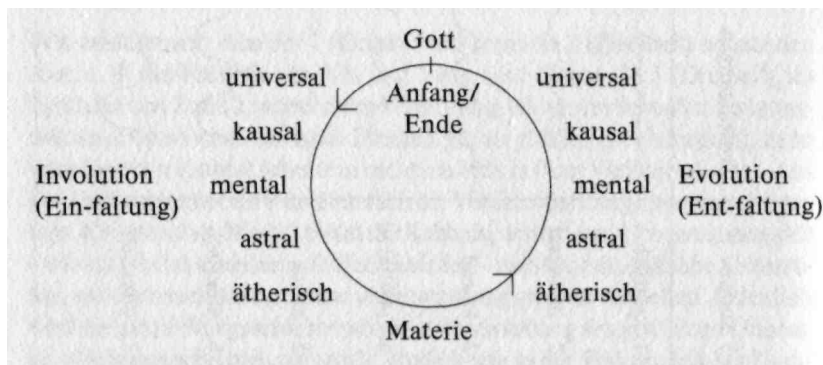 Gott
universal
Anfang/
universal
kausal
Ende
kausal
Involution
mental
mental
Evolution
(Ein-faltung)
(Ent-faltung)
astral
astral
ätherisch
ätherisch
Materie